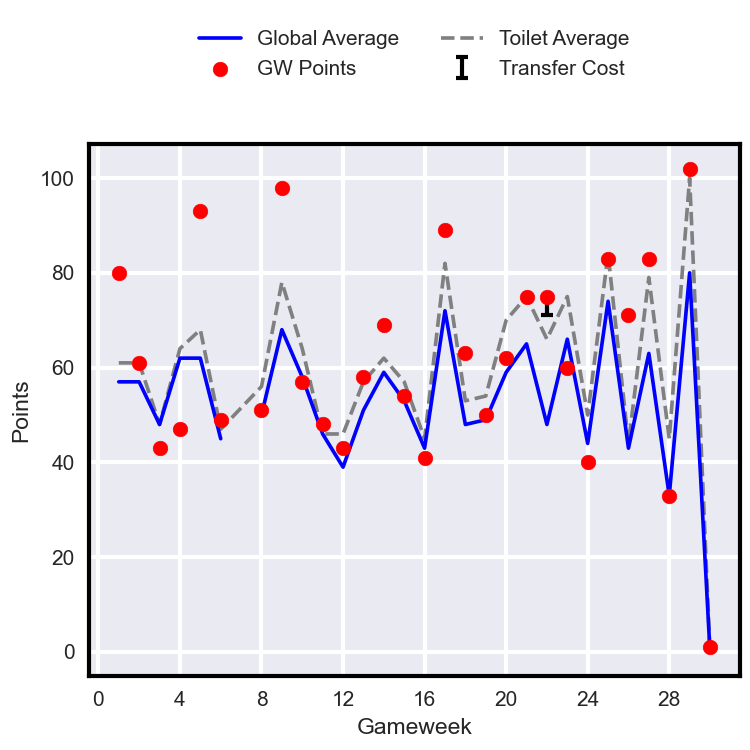 Global Average
Toilet Average
GW Points
Transfer Cost
100
80
60
40
20
0
Points
0 4 8 12 16 20 24 28
Gameweek